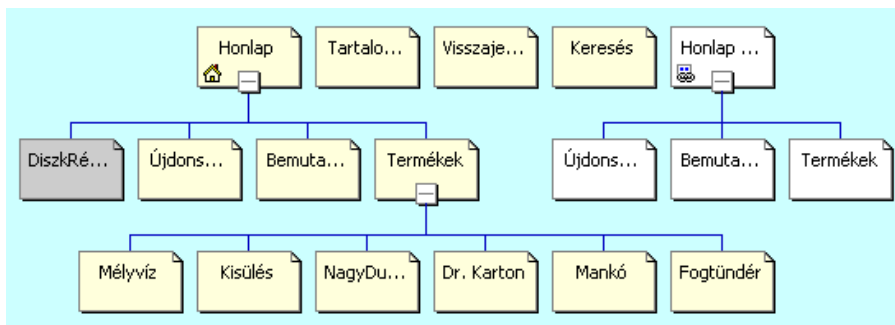 Honlap
Tartalo...
Visszaje...
Keresés
Honlap ...
DiszkRé...
Újdons...
Bemuta...
Termékek
Újdons...
Bemuta...
Termékek
Mélyvíz
Kisülés
NagyDu...
Dr. Karton
Mankó
Fogtündér